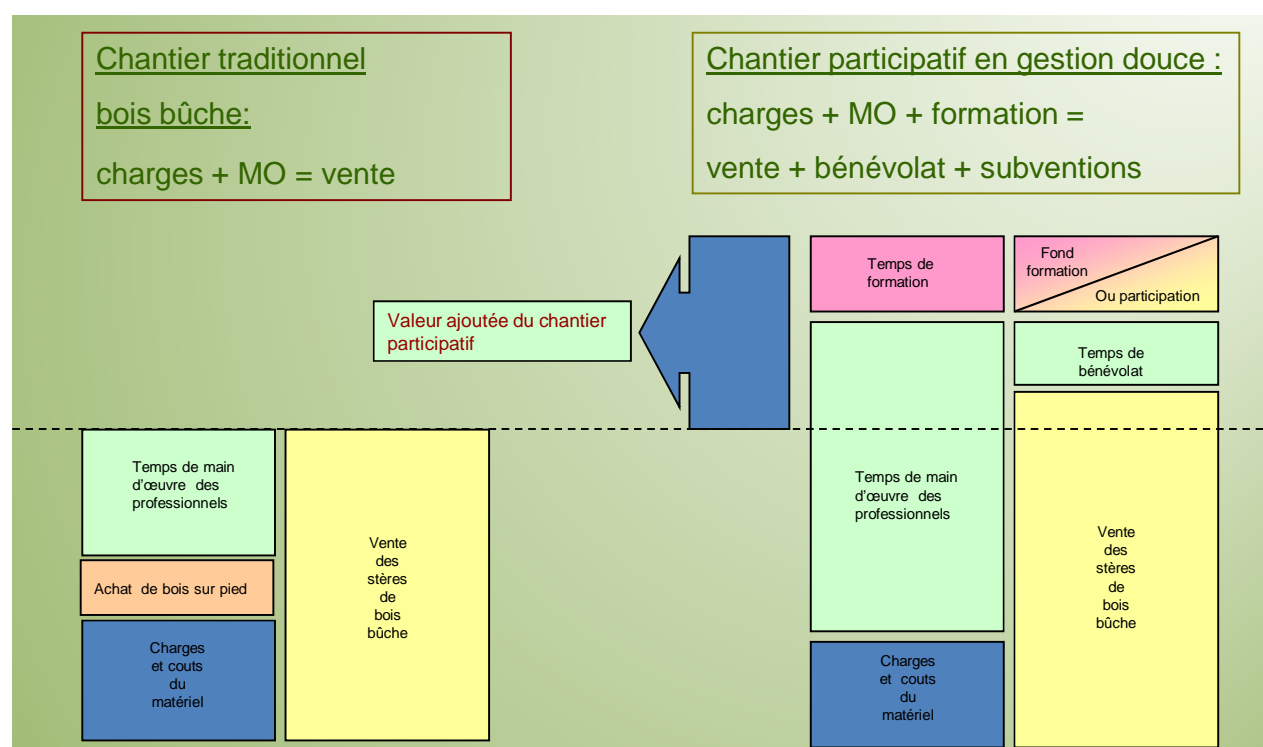 Chantier traditionnel
bois bûche:
charges + MO = vente
Chantier participatif en gestion douce :
charges + MO + formation =
vente + bénévolat + subventions
Valeur ajoutée du chantier
participatif
Temps de
formation
Fond
formation
Ou participation
Temps de
bénévolat
Temps de main
d'œuvre des
professionnels
Achat de bois sur pied
Charges
et couts
du
matériel
Vente
des
stères
de
bois
bûche
Temps de main
d'œuvre des
professionnels
Charges
et couts
du
matériel
Vente
des
stères
de
bois
bûche